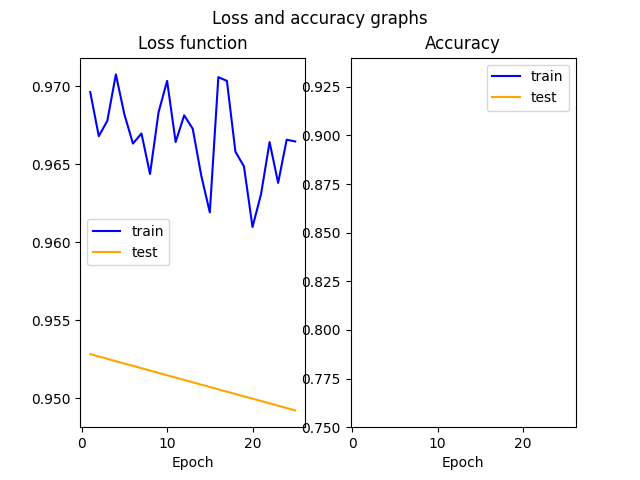 Loss and accuracy graphs
Loss function
0.970
0.965
0.960
0.955
0.950
train
test
0
10
20
Epoch
Accuracy
0.925
0.900
0.875
0.850
0.825
0.800
0.775
0.750
train
test
0
10
20
Epoch